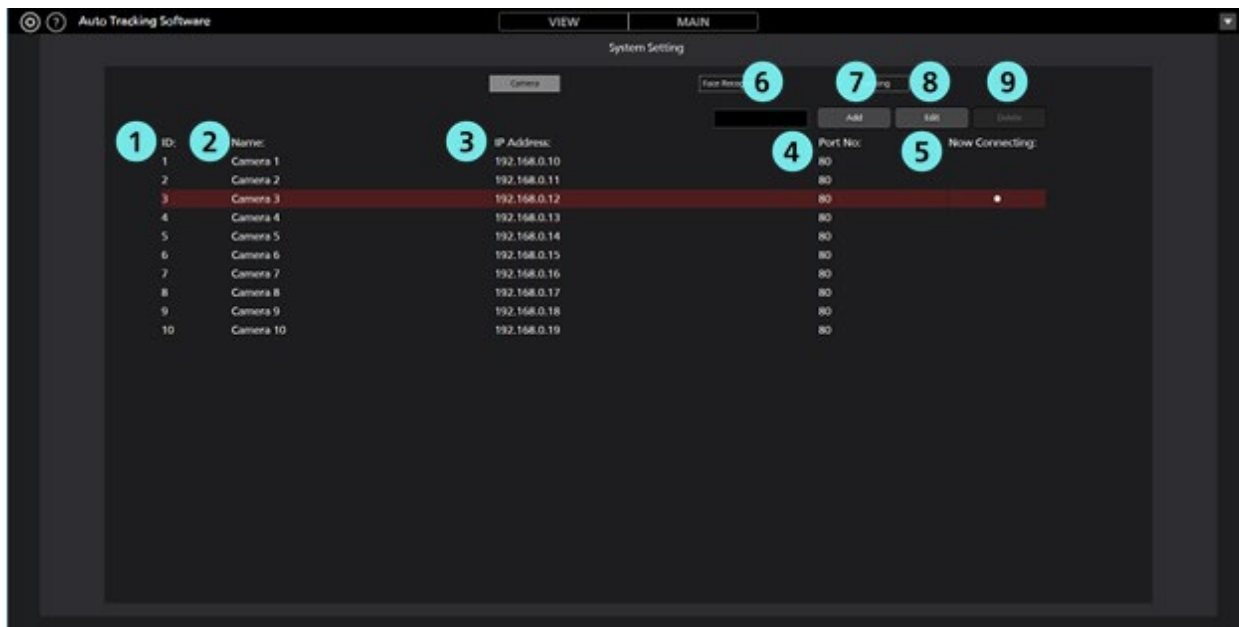 Auto Tracking Software VIEW MAIN
System Setting
Camera Face Recog 6 7 8 9
Add Edit Delete
1 ID: 2 Name: 3 IP Address: 4 Port No: 5 Now Connecting:
1 Camera 1 192.168.0.10 80
2 Camera 2 192.168.0.11 80
3 Camera 3 192.168.0.12 80
4 Camera 4 192.168.0.13 80
5 Camera 5 192.168.0.14 80
6 Camera 6 192.168.0.15 80
7 Camera 7 192.168.0.16 80
8 Camera 8 192.168.0.17 80
9 Camera 9 192.168.0.18 80
10 Camera 10 192.168.0.19 80